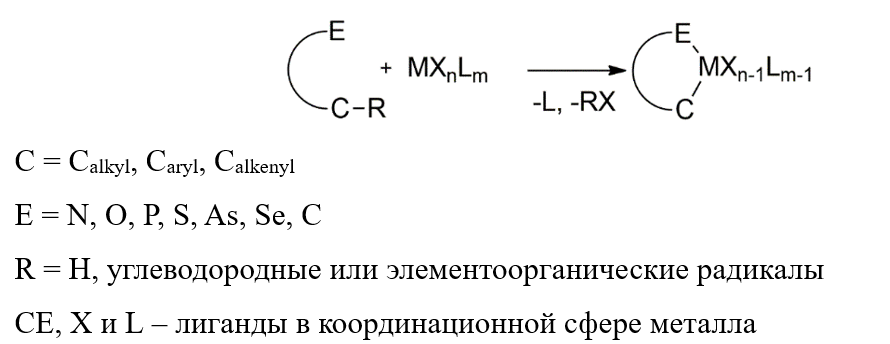 E
E
+ MXₙLₘ
MXₙ₋₁Lₘ₋₁
C–R
-L, -RX
C
C = Cₐₗₖyₗ, Cₐᵣyₗ, Cₐₗₖₑₙyₗ
E = N, O, P, S, As, Se, C
R = H, углеводородные или элементоорганические радикалы
CE, X и L – лиганды в координационной сфере металла